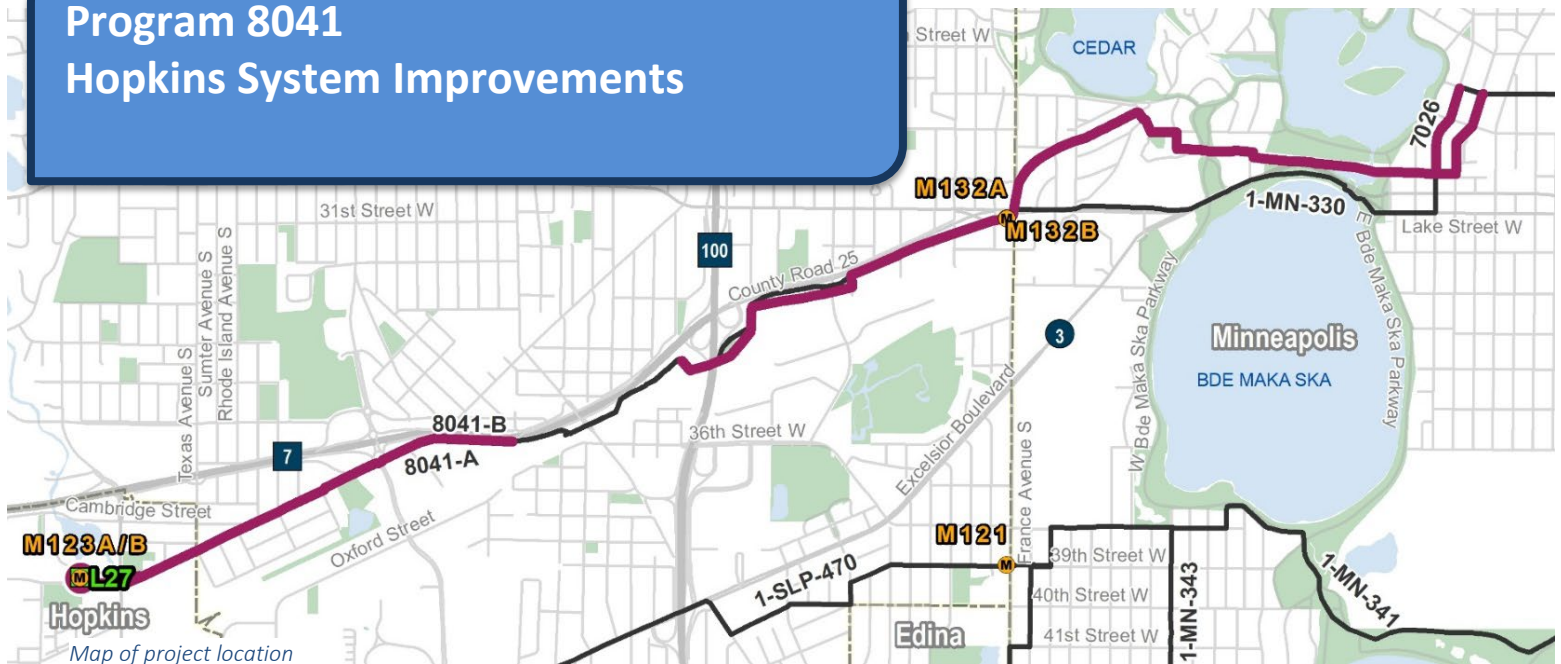 Program 8041
Hopkins System Improvements
Street W
CEDAR
7026
M132A
M132B
1-MN-330
31st Street W
E Bde Maka Ska Parkway
Lake Street W
100
County Road 25
Sumter Avenue S
Rhode Island Avenue S
Texas Avenue S
W Bde Maka Ska Parkway
3
Minneapolis
BDE MAKA SKA
8041-B
8041-A
36th Street W
7
Excelsior Boulevard
France Avenue S
Cambridge Street
Oxford Street
M123A/B
M
L27
Hopkins
M121
M
39th Street W
40th Street W
41st Street W
1-SLP-470
1-MN-343
1-MN-341
Edina
Map of project location